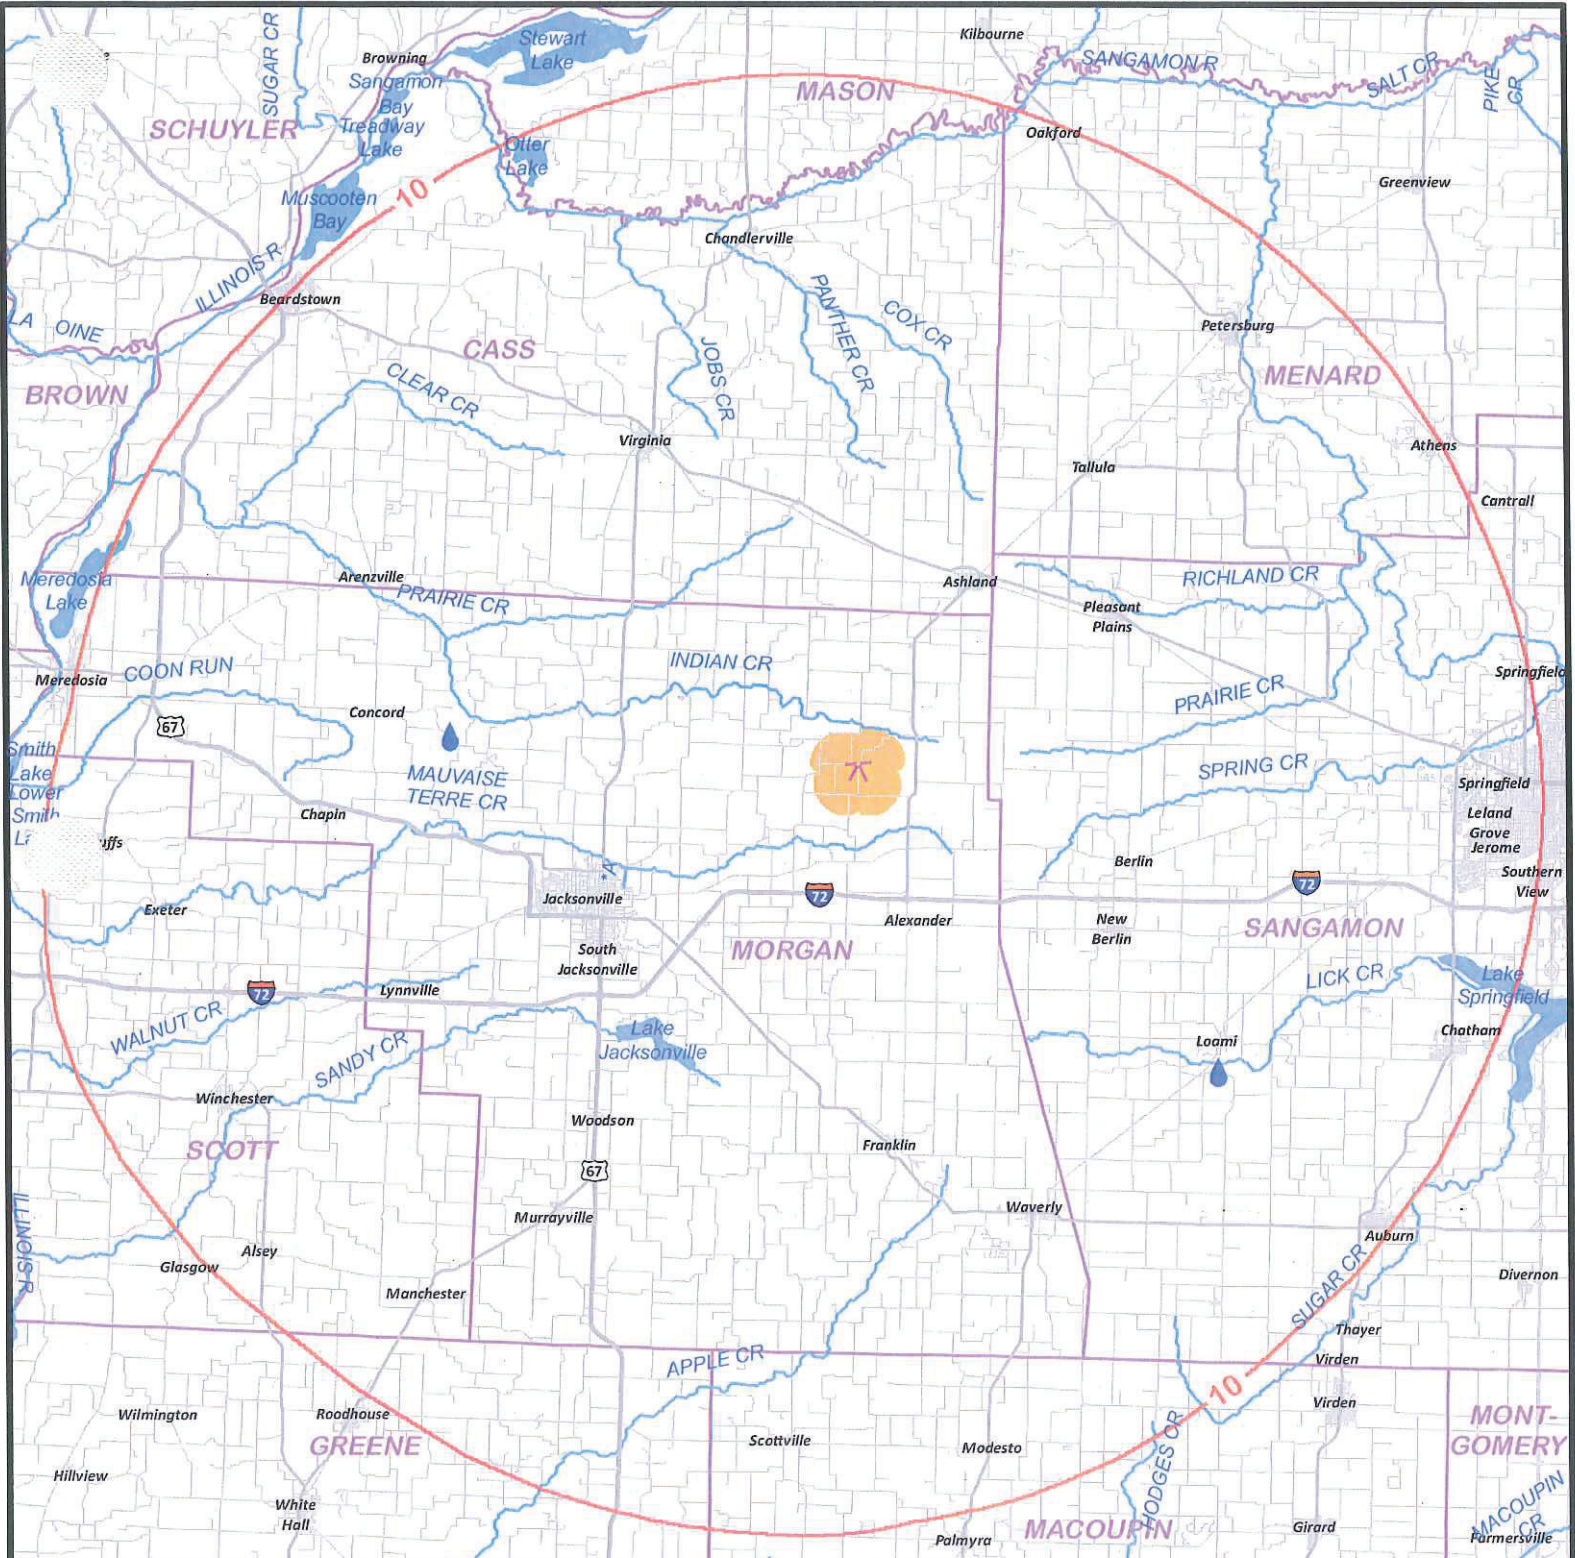 Kilbourne
SUGAR CR
Browning
Stewart
Lake
SANGAMON R
SALT CR
PIKE
CR
Sangamon
Bay
MASON
SCHUYLER
Treadway
Lake
Otter
Lake
Oakford
10
Muscooten
Bay
Greenview
Chandlerville
ILLINOIS R
Beardstown
PANTHER CR
COX CR
LA OINE
Petersburg
CASS
JOBS CR
CLEAR CR
MENARD
BROWN
Virginia
Athens
Tallula
Cantrall
Meredosia
Lake
Arenzville
PRAIRIE CR
Ashland
RICHLAND CR
Pleasant
Plains
COON RUN
INDIAN CR
Meredosia
Springfield
PRAIRIE CR
67
Concord
Smith
Lake
Lower
Smith
MAUVAISE
TERRE CR
SPRING CR
Springfield
Chapin
Leland
Grove
Jerome
uffs
Berlin
Southern
View
72
72
Jacksonville
Exeter
Alexander
New
Berlin
SANGAMON
South
Jacksonville
MORGAN
72
Lynnville
LICK CR
Lake
Springfield
WALNUT CR
SANDY CR
Lake
Jacksonville
Loami
Chatham
Winchester
Woodson
SCOTT
Franklin
67
ILLINOIS R
Murrayville
Waverly
Alsey
Glasgow
Auburn
SUGAR CR
Divernon
Manchester
Thayer
APPLE CR
Virden
10
Virden
Wilmington
Roodhouse
GREENE
Scottville
Modesto
HODGES CR
MONT-
GOMERY
Hillview
White
Hall
MACOUPIN
CR
Palmyra
MACOUPIN
Girard
Farmersville